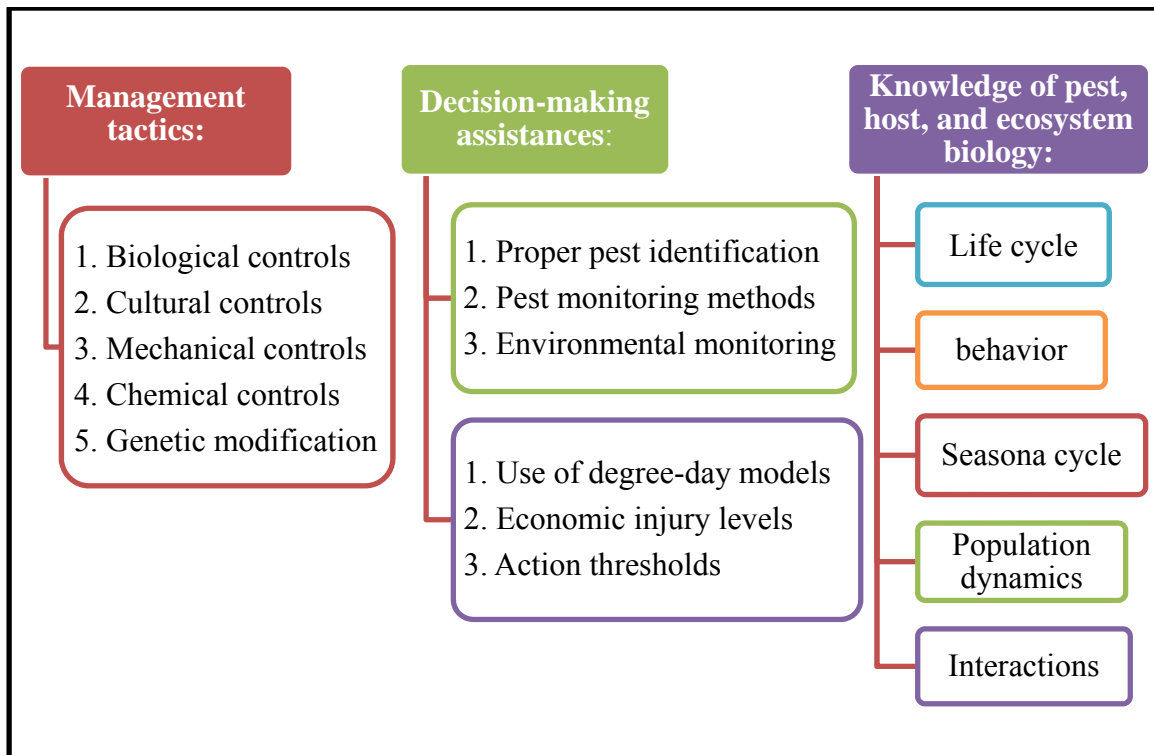 Management
tactics:
1. Biological controls
2. Cultural controls
3. Mechanical controls
4. Chemical controls
5. Genetic modification
Decision-making
assistances:
1. Proper pest identification
2. Pest monitoring methods
3. Environmental monitoring
1. Use of degree-day models
2. Economic injury levels
3. Action thresholds
Knowledge of pest,
host, and ecosystem
biology:
Life cycle
behavior
Seasona cycle
Population
dynamics
Interactions